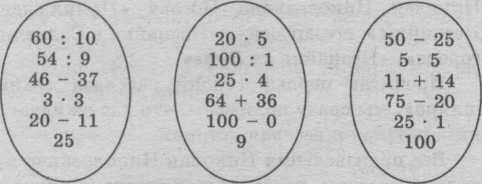 60 : 10
54 : 9
46 − 37
3 · 3
20 − 11
25
20 · 5
100 : 1
25 · 4
64 + 36
100 − 0
9
50 − 25
5 · 5
11 + 14
75 − 20
25 · 1
100